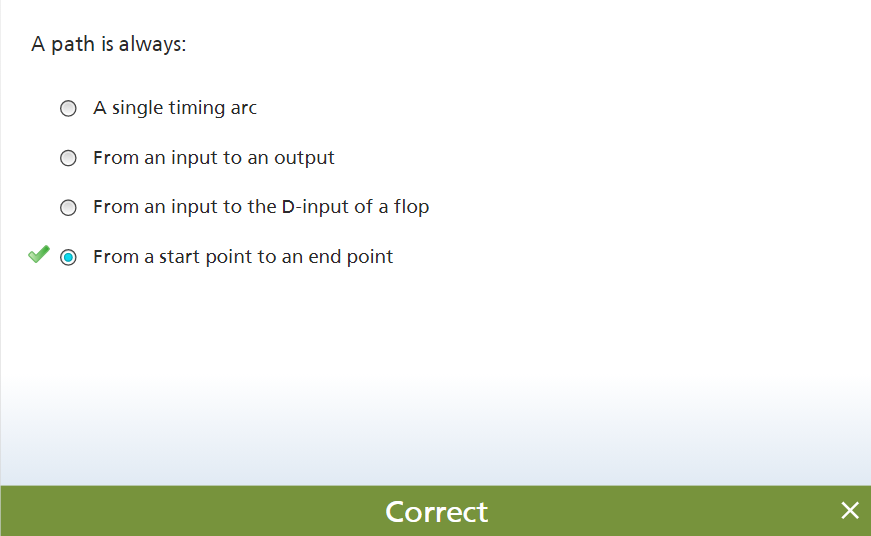 A path is always:
A single timing arc
From an input to an output
From an input to the D-input of a flop
From a start point to an end point
Correct